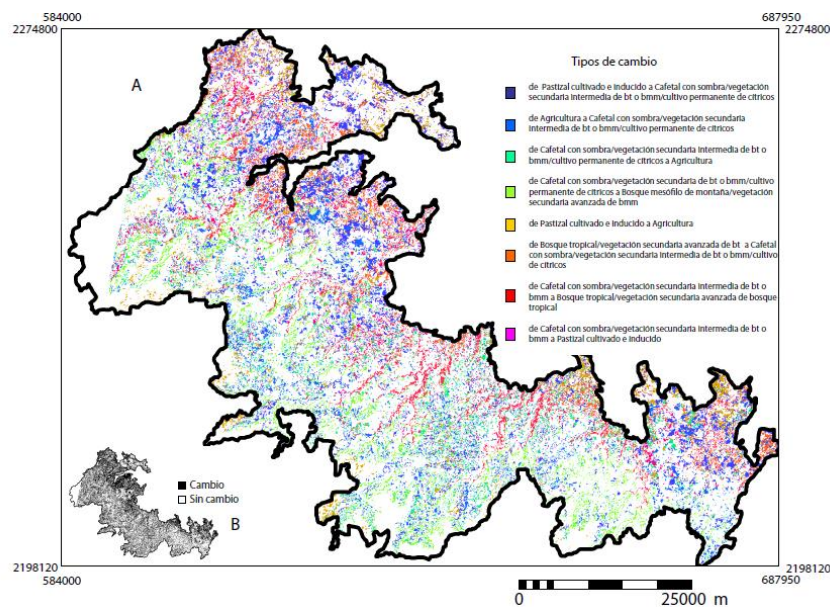 584000 687950
2274800 2274800
A
Tipos de cambio
de Pastizal cultivado e inducido a Cafetal con sombra/vegetación
secundaria intermedia de bt o bmm/cultivo permanente de cítricos
de Agricultura a Cafetal con sombra/vegetación secundaria
intermedia de bt o bmm/cultivo permanente de cítricos
de Cafetal con sombra/vegetación secundaria intermedia de bt o
bmm/cultivo permanente de cítricos a Agricultura
de Cafetal con sombra/vegetación secundaria de bt o bmm/cultivo
permanente de cítricos a Bosque mesófilo de montaña/vegetación
secundaria avanzada de bmm
de Pastizal cultivado e inducido a Agricultura
de Bosque tropical/vegetación secundaria avanzada de bt a Cafetal
con sombra/vegetación secundaria intermedia de bt o bmm/cultivo
de cítricos
de Cafetal con sombra/vegetación secundaria intermedia de bt o
bmm a Bosque tropical/vegetación secundaria avanzada de bosque
tropical
de Cafetal con sombra/vegetación secundaria intermedia de bt o
bmm a Pastizal cultivado e inducido
Cambio
Sin cambio
B
2198120 2198120
584000 687950
0 25000 m